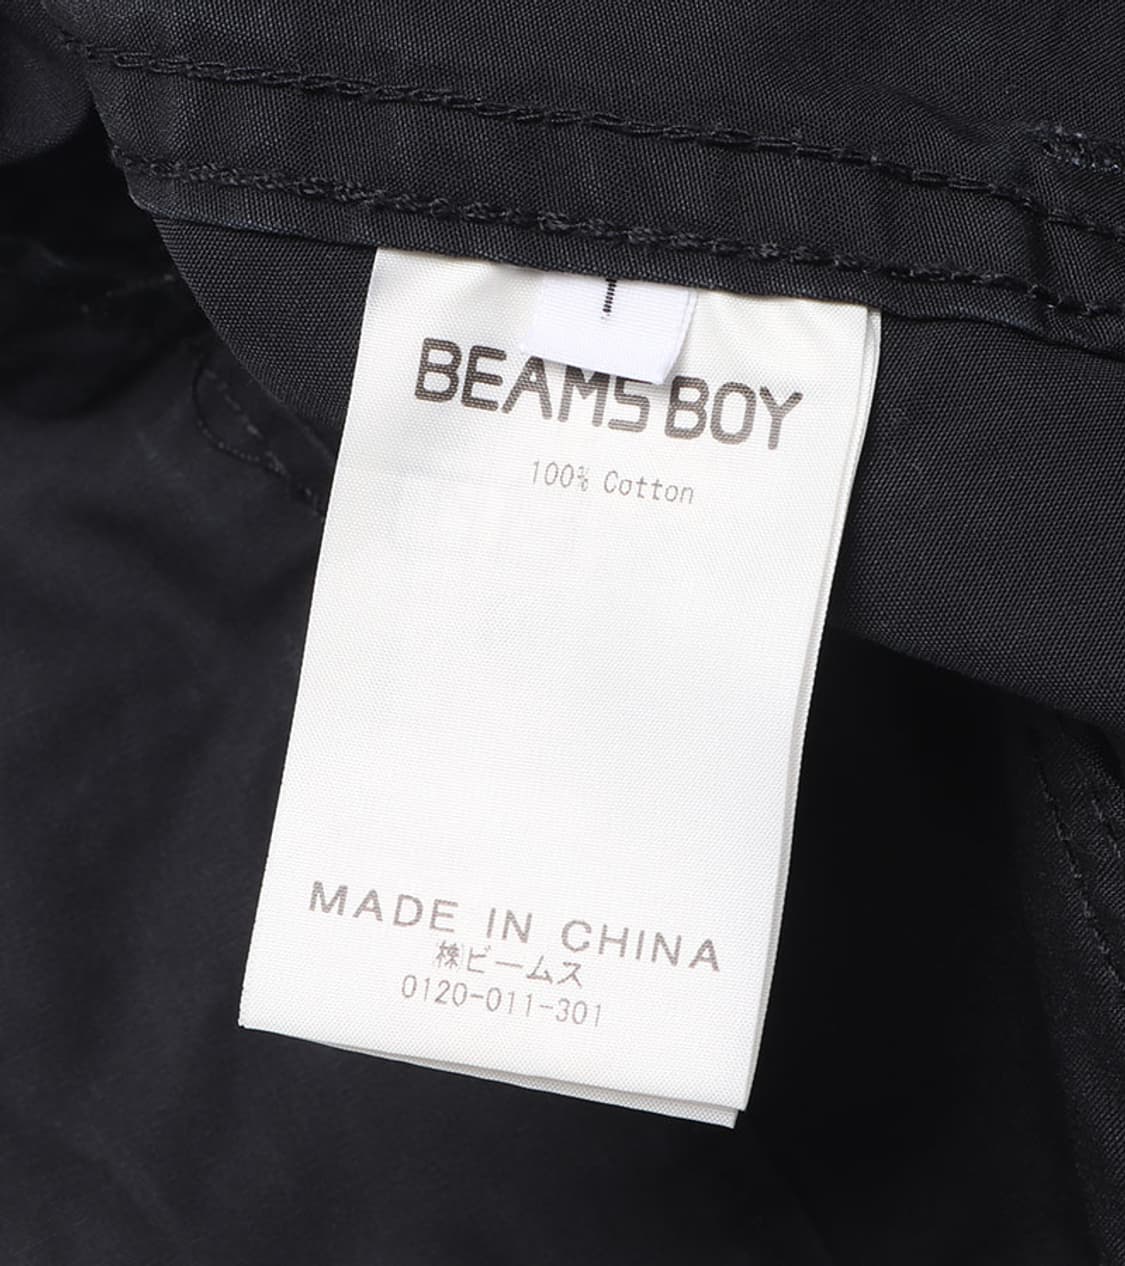 BEAMS BOY
100% Cotton
MADE IN CHINA
㈱ビームス
0120-011-301